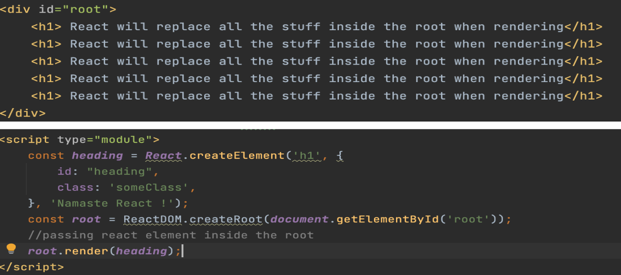 <div id="root">
    <h1> React will replace all the stuff inside the root when rendering</h1>
    <h1> React will replace all the stuff inside the root when rendering</h1>
    <h1> React will replace all the stuff inside the root when rendering</h1>
    <h1> React will replace all the stuff inside the root when rendering</h1>
    <h1> React will replace all the stuff inside the root when rendering</h1>
</div>
<script type="module">
    const heading = React.createElement('h1', {
        id: "heading",
        class: 'someClass',
    }, 'Namaste React !');
    const root = ReactDOM.createRoot(document.getElementById('root'));
    //passing react element inside the root
    root.render(heading);
</script>